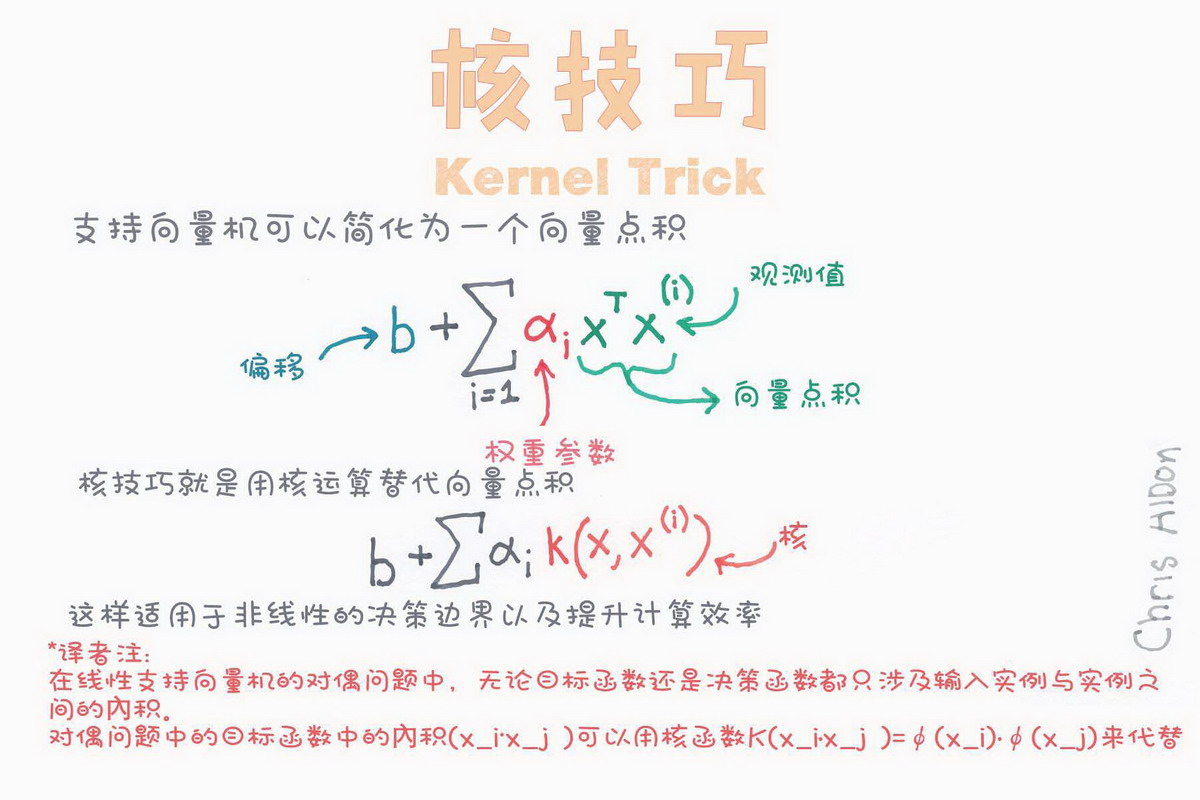 核技巧
Kernel Trick
支持向量机可以简化为一个向量点积
观测值
b + ∑ αᵢ xᵀ x⁽ⁱ⁾
i=1
偏移
向量点积
权重参数
核技巧就是用核运算替代向量点积
b + ∑ αᵢ k(x, x⁽ⁱ⁾)
核
这样适用于非线性的决策边界以及提升计算效率
*译者注:
在线性支持向量机的对偶问题中，无论目标函数还是决策函数都只涉及输入实例与实例之
间的内积。
对偶问题中的目标函数中的内积(x_i·x_j )可以用核函数K(x_i·x_j )=φ(x_i)·φ(x_j)来代替
Chris Albon